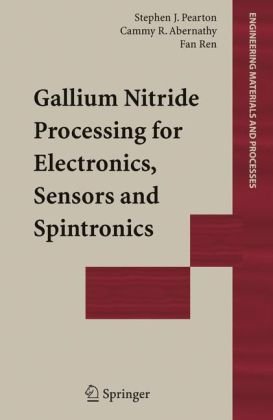 Stephen J. Pearton
Cammy R. Abernathy
Fan Ren
ENGINEERING MATERIALS AND PROCESSES
Gallium Nitride
Processing for
Electronics,
Sensors and
Spintronics
Springer